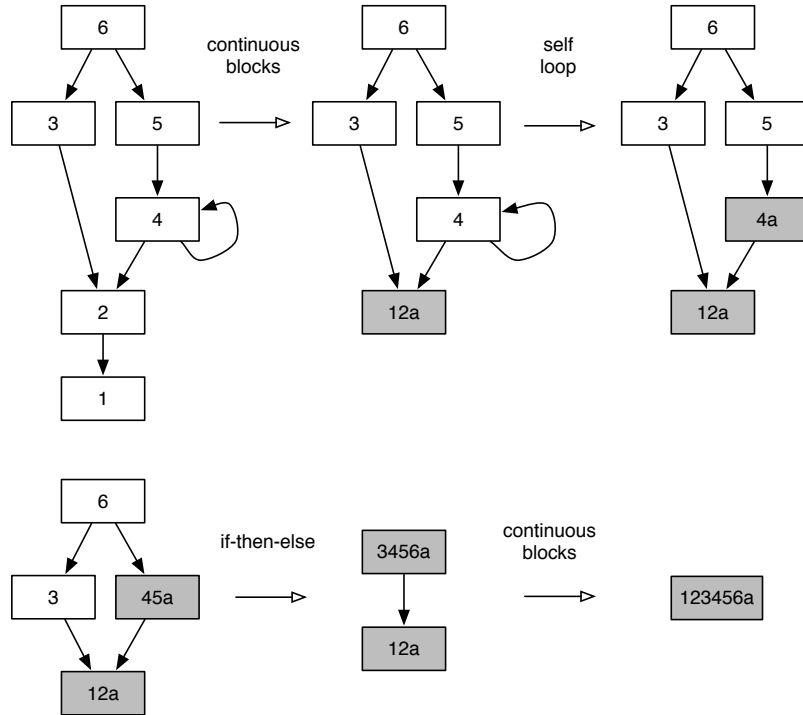 6
3
5
4
2
1
continuous
blocks
6
3
5
4
12a
self
loop
6
3
5
4a
12a
6
3
45a
12a
if-then-else
3456a
12a
continuous
blocks
123456a